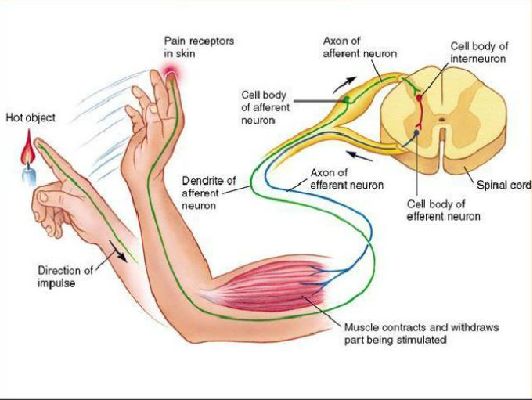 Pain receptors
in skin
Axon of
afferent neuron
Cell body of
interneuron
Hot object
Cell body
of afferent
neuron
Dendrite of
afferent
neuron
Axon of
efferent neuron
Spinal cord
Cell body of
efferent neuron
Direction of
impulse
Muscle contracts and withdraws
part being stimulated